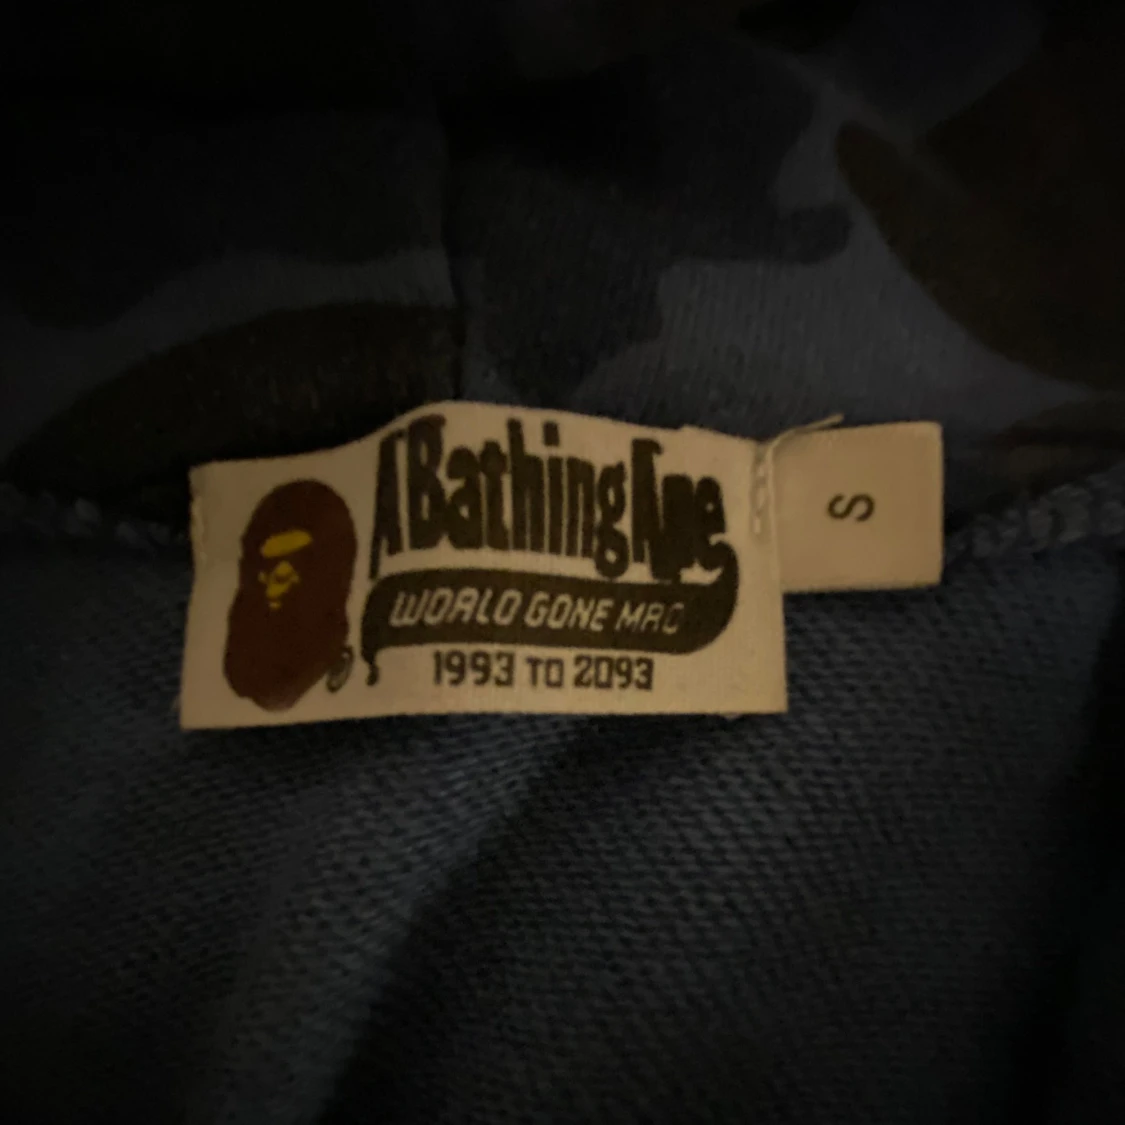 A Bathing Ape
WORLD GONE MAD
1993 TO 2093
S